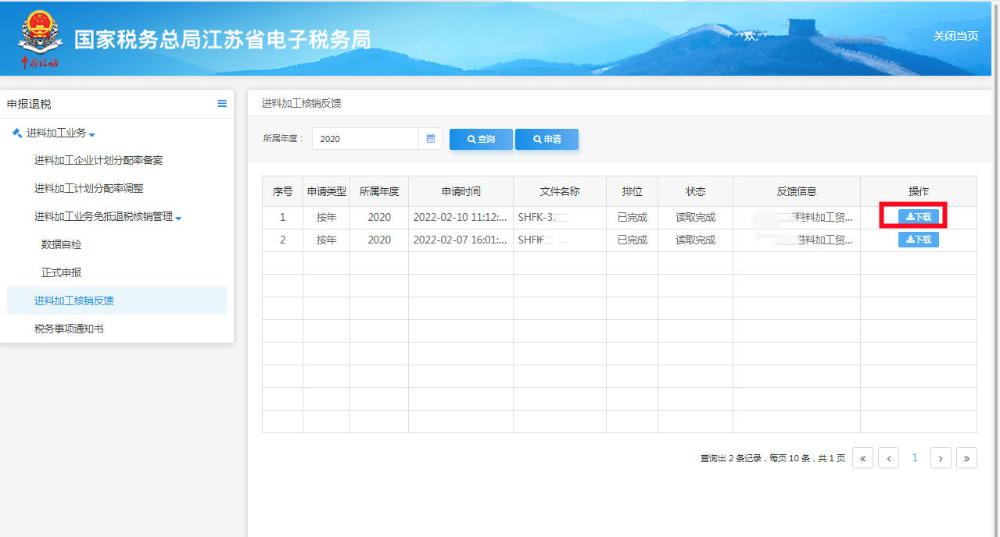 国家税务总局江苏省电子税务局
中国税务
欢
关闭当页
申报退税
进料加工业务
进料加工企业计划分配率备案
进料加工计划分配率调整
进料加工业务免抵退税核销管理
数据自检
正式申报
进料加工核销反馈
税务事项通知书
进料加工核销反馈
所属年度： 2020 查询 申请
序号 申请类型 所属年度 申请时间 文件名称 排位 状态 反馈信息 操作
1 按年 2020 2022-02-10 11:12:... SHFK-3 已完成 读取完成 料料加工贸... 下载
2 按年 2020 2022-02-07 16:01:... SHFK 已完成 读取完成 进料加工贸... 下载
查询出 2 条记录，每页 10 条，共 1 页 « ‹ 1 › »